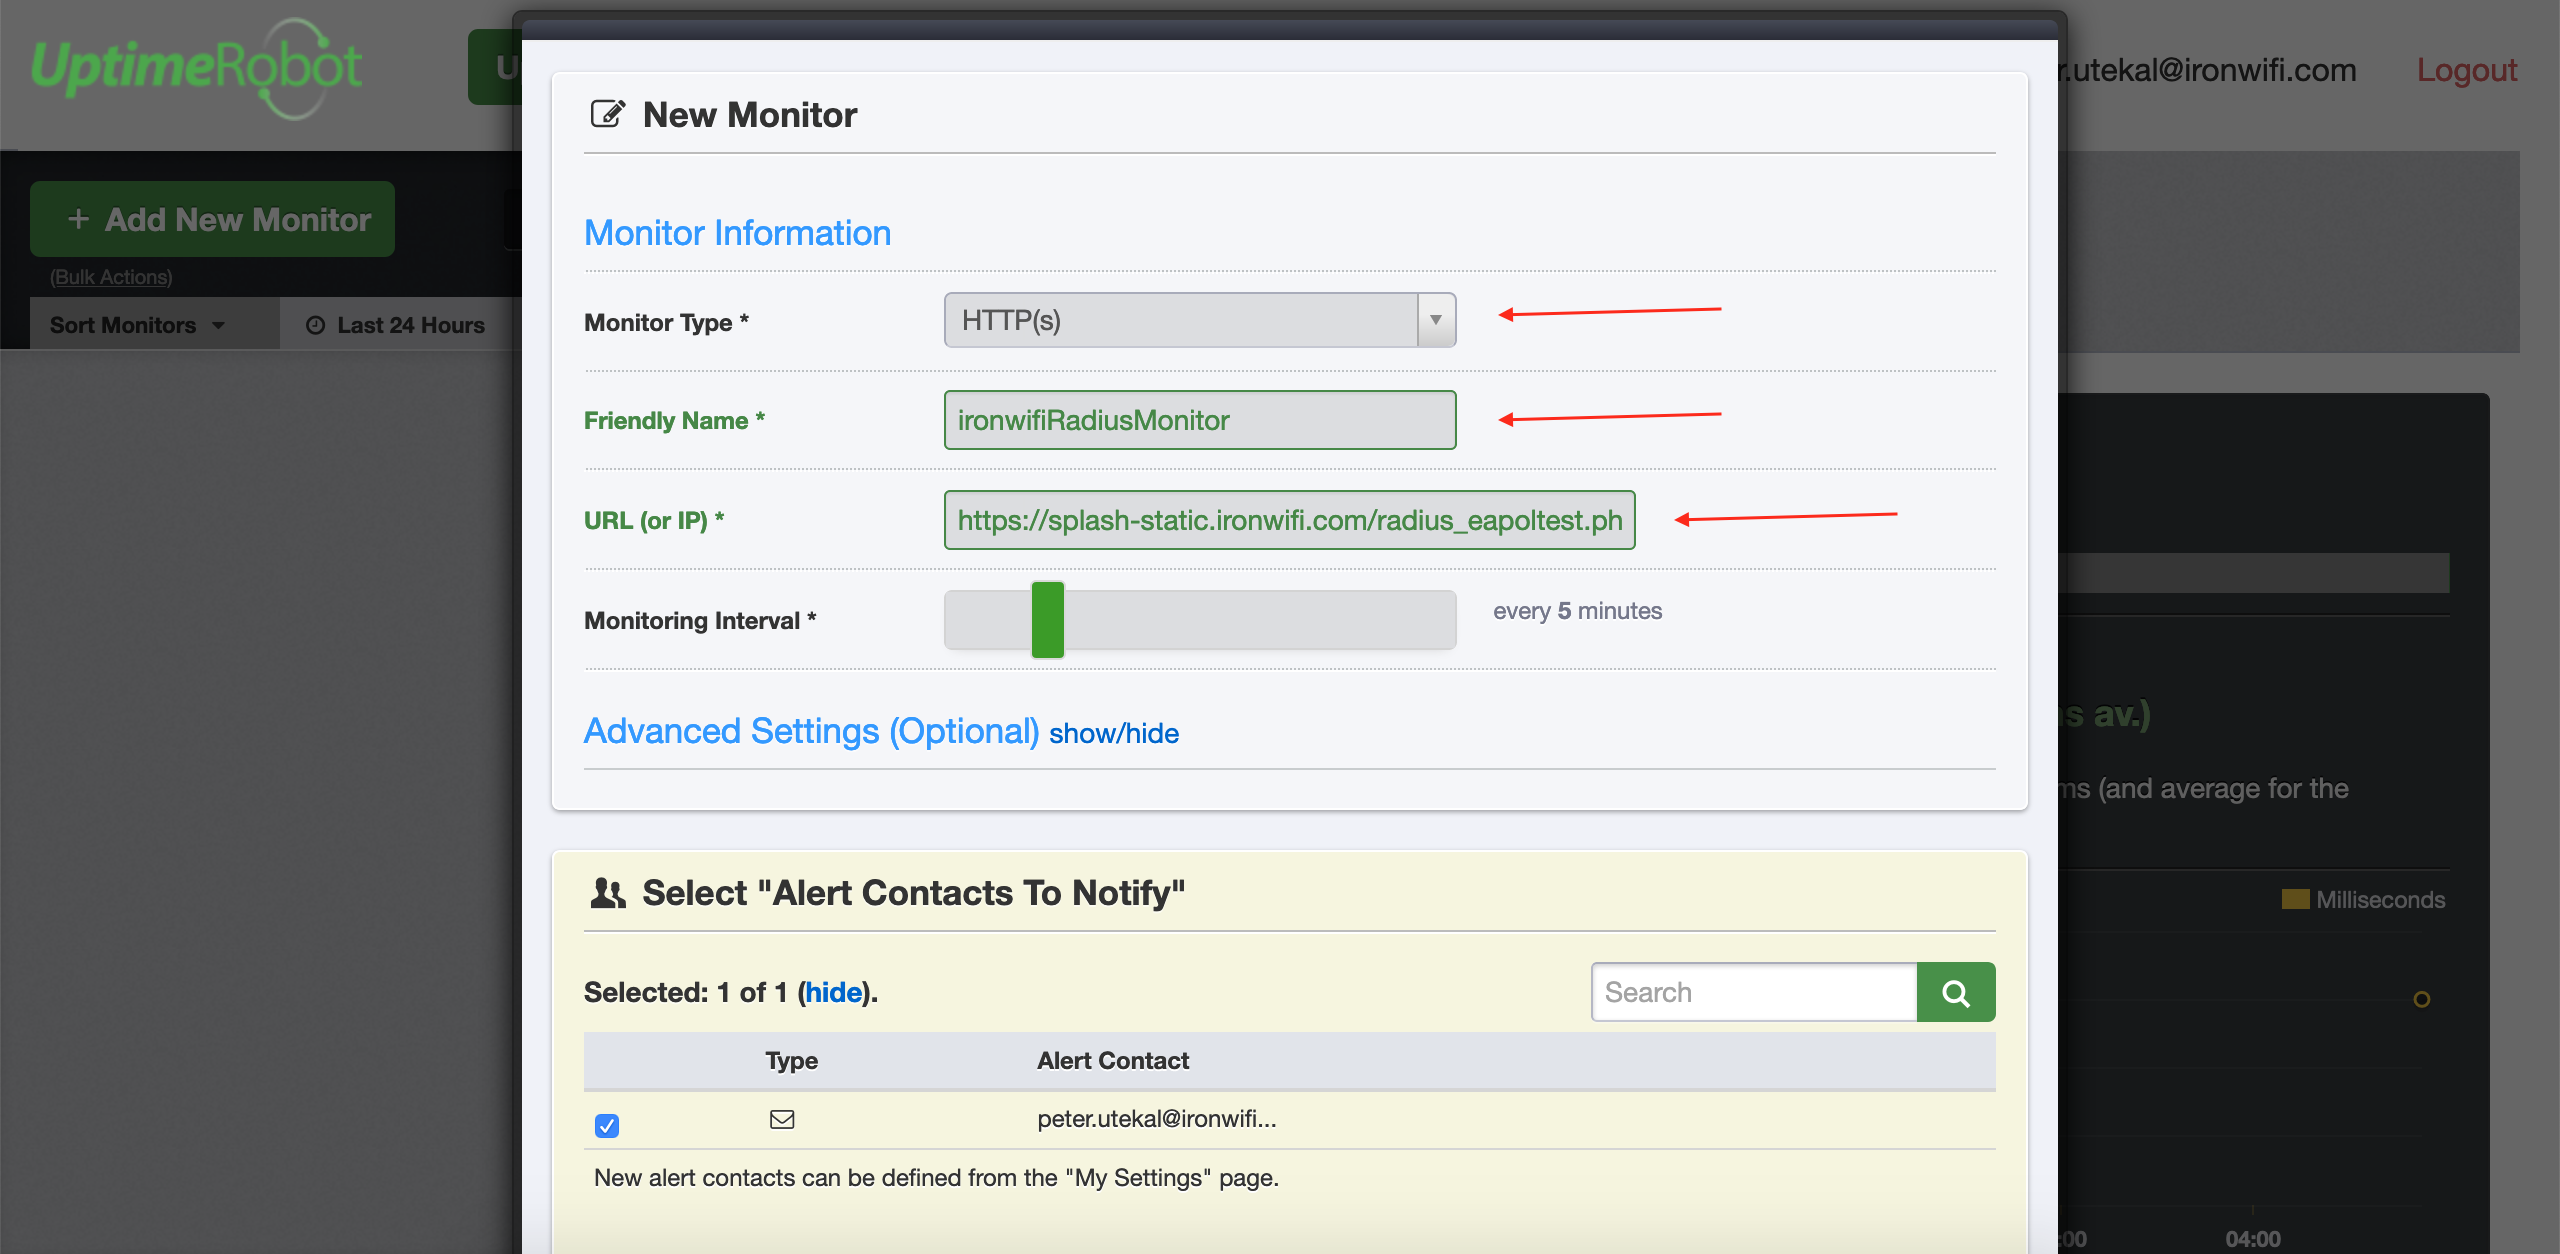 UptimeRobot
U
r.utekal@ironwifi.com
Logout
+ Add New Monitor
(Bulk Actions)
Sort Monitors
Last 24 Hours
New Monitor
Monitor Information
Monitor Type *
HTTP(s)
Friendly Name *
ironwifiRadiusMonitor
URL (or IP) *
https://splash-static.ironwifi.com/radius_eapoltest.ph
Monitoring Interval *
every 5 minutes
Advanced Settings (Optional) show/hide
s av.)
ms (and average for the
Milliseconds
Select "Alert Contacts To Notify"
Selected: 1 of 1 (hide).
Search
Type
Alert Contact
peter.utekal@ironwifi...
New alert contacts can be defined from the "My Settings" page.
:00
04:00